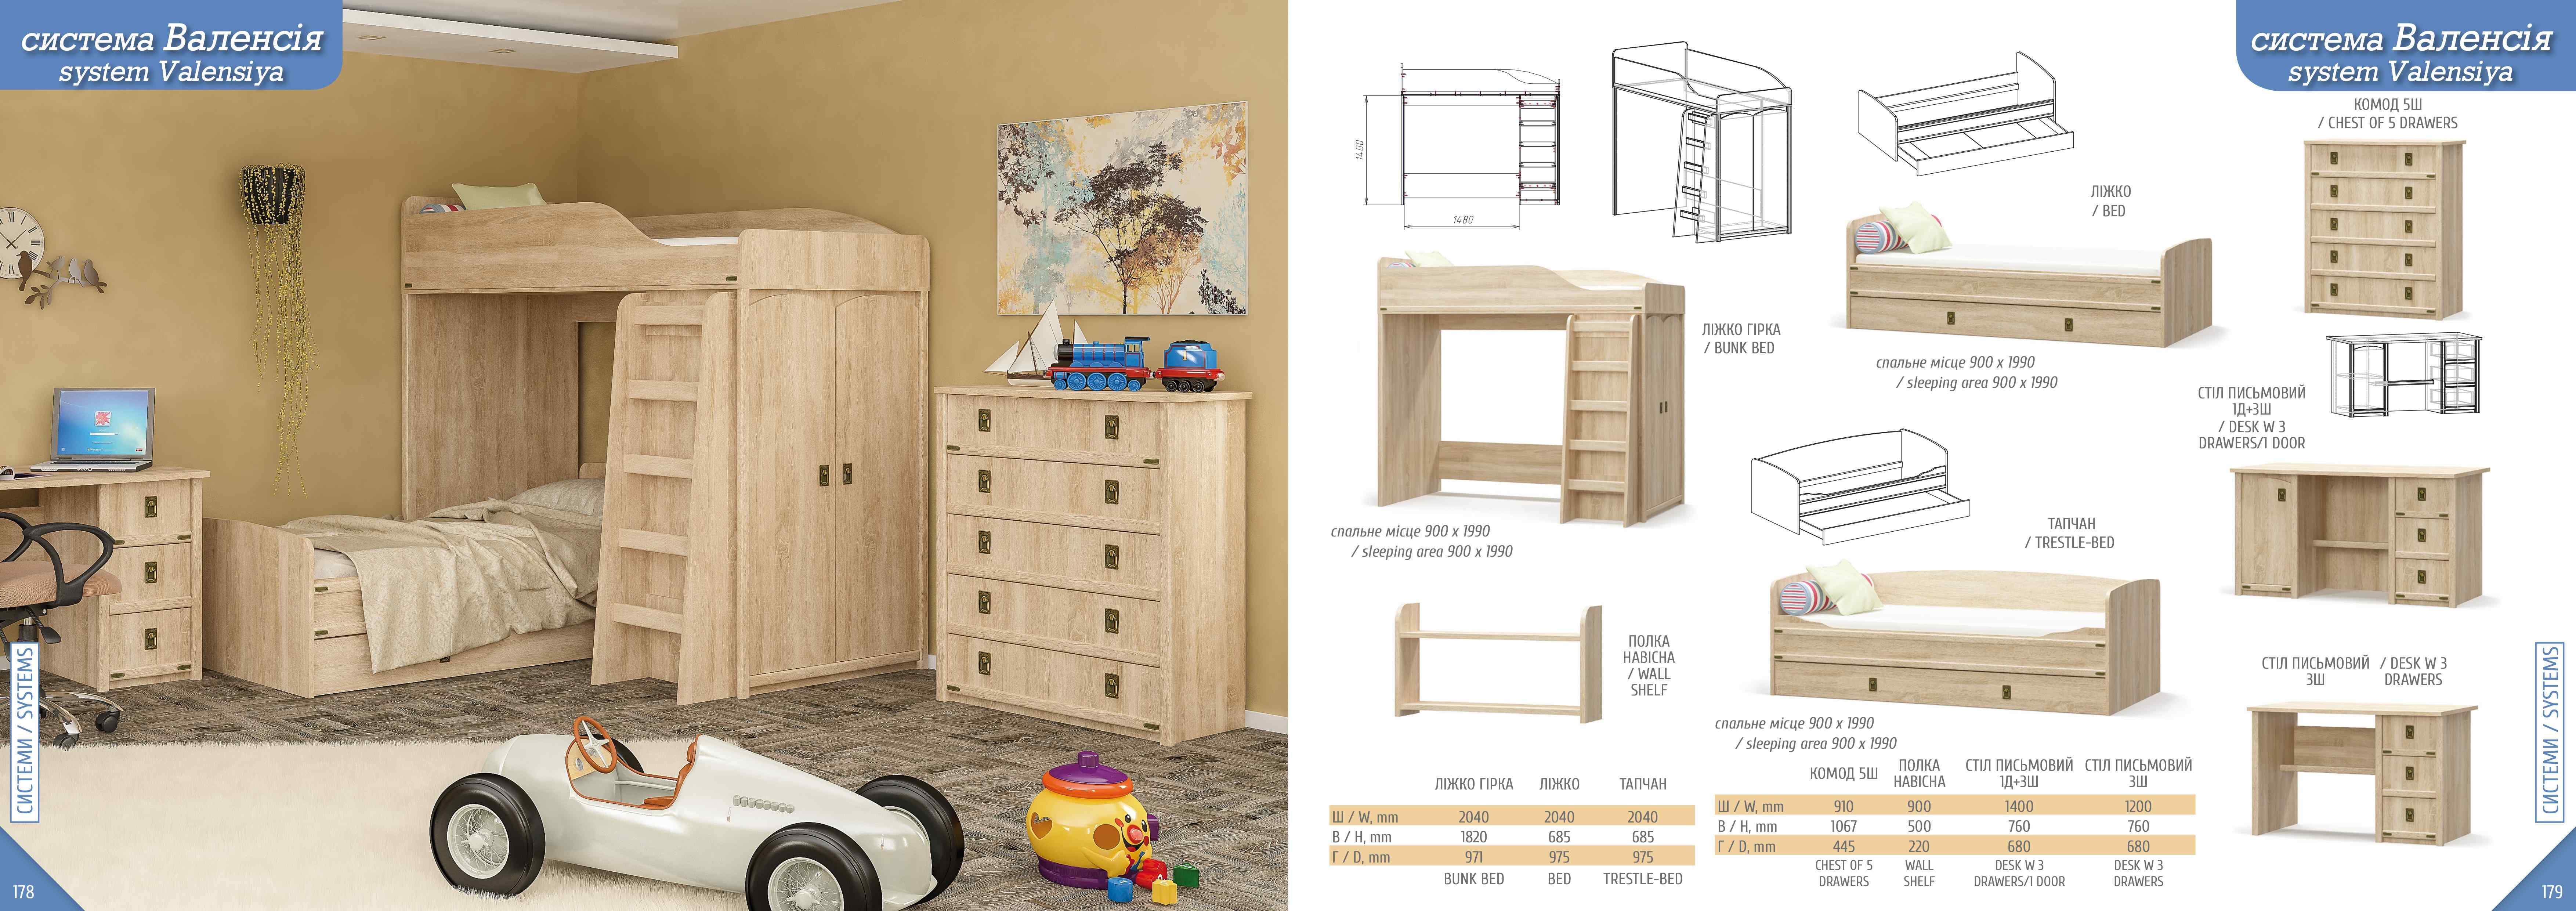 система Валенсія
system Valensiya
СИСТЕМИ / SYSTEMS
178
система Валенсія
system Valensiya
1400
1480
ЛІЖКО ГІРКА
/ BUNK BED
спальне місце 900 х 1990
/ sleeping area 900 x 1990
ЛІЖКО
/ BED
спальне місце 900 х 1990
/ sleeping area 900 x 1990
КОМОД 5Ш
/ CHEST OF 5 DRAWERS
СТІЛ ПИСЬМОВИЙ
1Д+3Ш
/ DESK W 3
DRAWERS/1 DOOR
ТАПЧАН
/ TRESTLE-BED
спальне місце 900 х 1990
/ sleeping area 900 x 1990
ПОЛКА
НАВІСНА
/ WALL
SHELF
СТІЛ ПИСЬМОВИЙ / DESK W 3
3Ш DRAWERS
ЛІЖКО ГІРКА ЛІЖКО ТАПЧАН
Ш / W, mm 2040 2040 2040
В / H, mm 1820 685 685
Г / D, mm 971 975 975
BUNK BED BED TRESTLE-BED
КОМОД 5Ш ПОЛКА НАВІСНА СТІЛ ПИСЬМОВИЙ 1Д+3Ш СТІЛ ПИСЬМОВИЙ 3Ш
Ш / W, mm 910 900 1400 1200
В / H, mm 1067 500 760 760
Г / D, mm 445 220 680 680
CHEST OF 5 WALL DESK W 3 DESK W 3
DRAWERS SHELF DRAWERS/1 DOOR DRAWERS
СИСТЕМИ / SYSTEMS
179